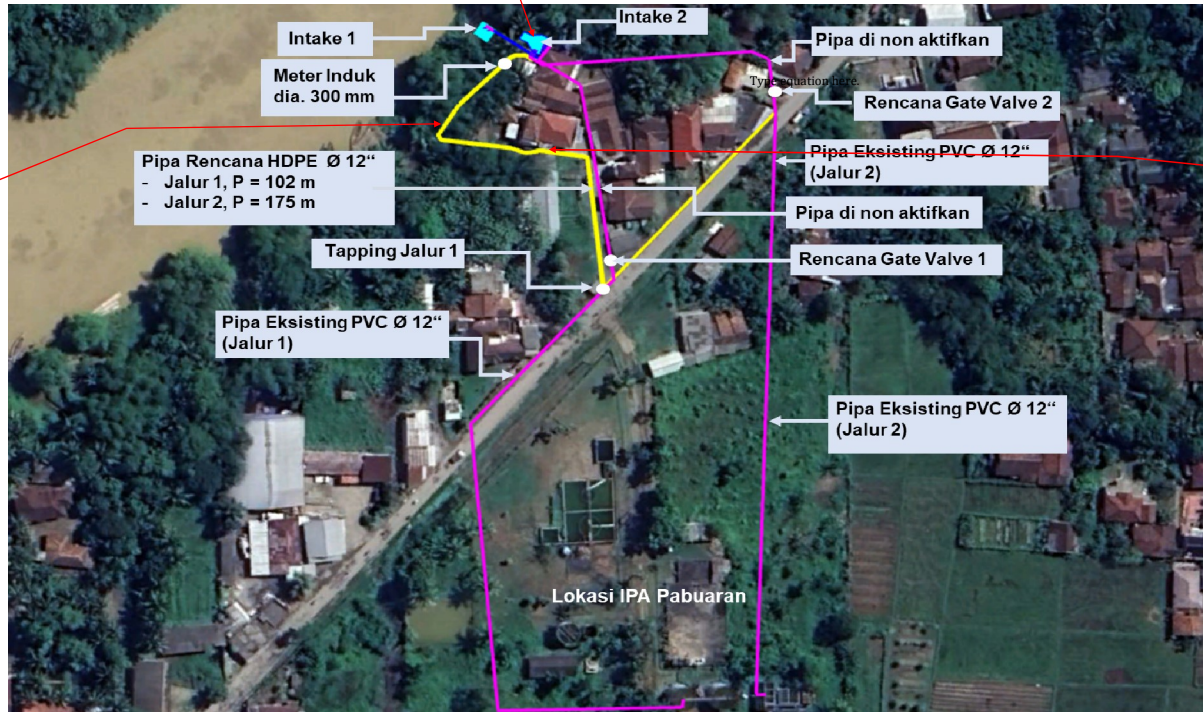 Intake 1
Intake 2
Pipa di non aktifkan
Meter Induk
dia. 300 mm
Type equation here.
Rencana Gate Valve 2
Pipa Rencana HDPE Ø 12“
- Jalur 1, P = 102 m
- Jalur 2, P = 175 m
Pipa Eksisting PVC Ø 12“
(Jalur 2)
Pipa di non aktifkan
Tapping Jalur 1
Rencana Gate Valve 1
Pipa Eksisting PVC Ø 12“
(Jalur 1)
Pipa Eksisting PVC Ø 12“
(Jalur 2)
Lokasi IPA Pabuaran